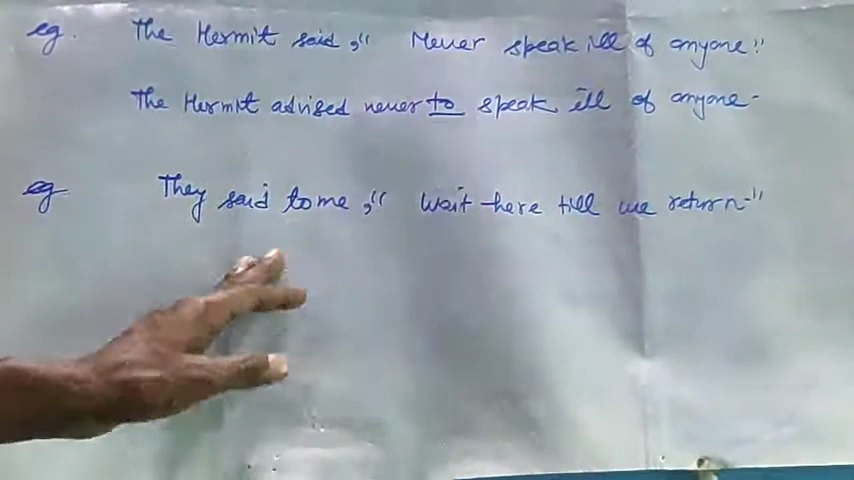 eg. The Hermit said, " Never speak ill of anyone."
The Hermit advised never to speak ill of anyone.
eg They said to me, " Wait here till we return."